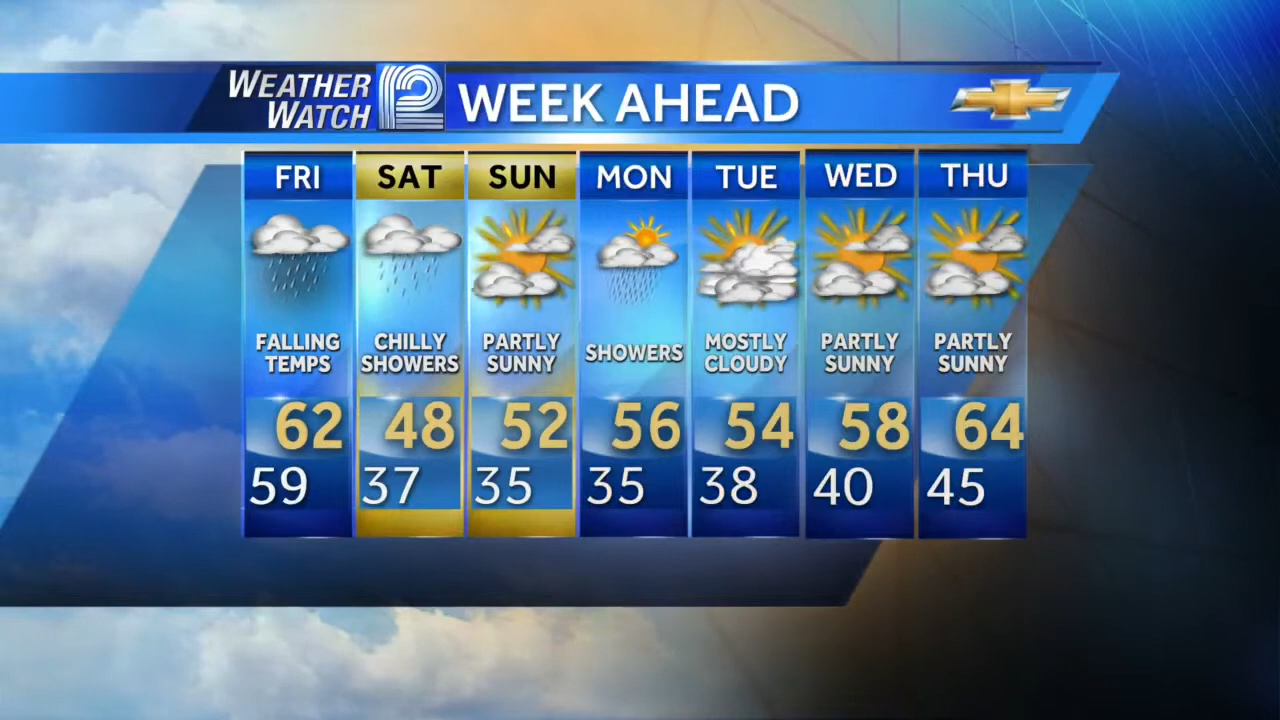 WEATHER WATCH 12 WEEK AHEAD
FRI SAT SUN MON TUE WED THU
FALLING TEMPS CHILLY SHOWERS PARTLY SUNNY SHOWERS MOSTLY CLOUDY PARTLY SUNNY PARTLY SUNNY
62 48 52 56 54 58 64
59 37 35 35 38 40 45